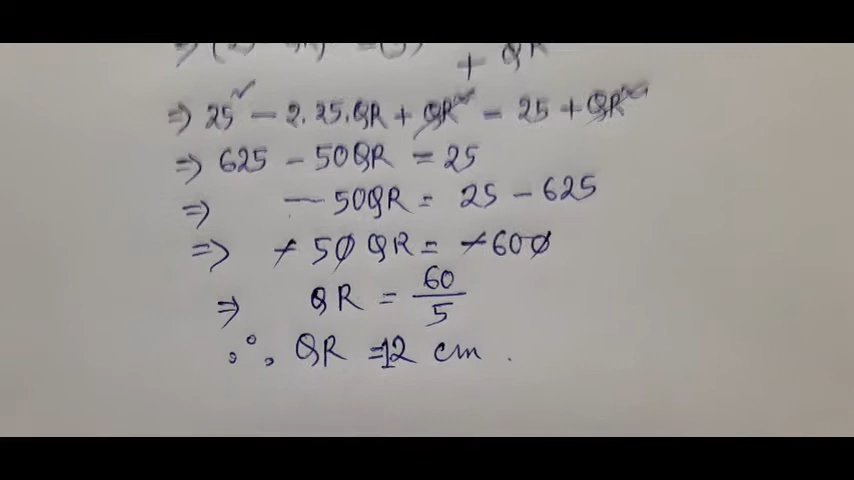 + QR
⇒ 25² - 2.25.QR + QR² = 25 + QR²
⇒ 625 - 50QR = 25
⇒ - 50QR = 25 - 625
⇒ - 50 QR = - 600
⇒ QR = 60/5
∴ QR = 12 cm .